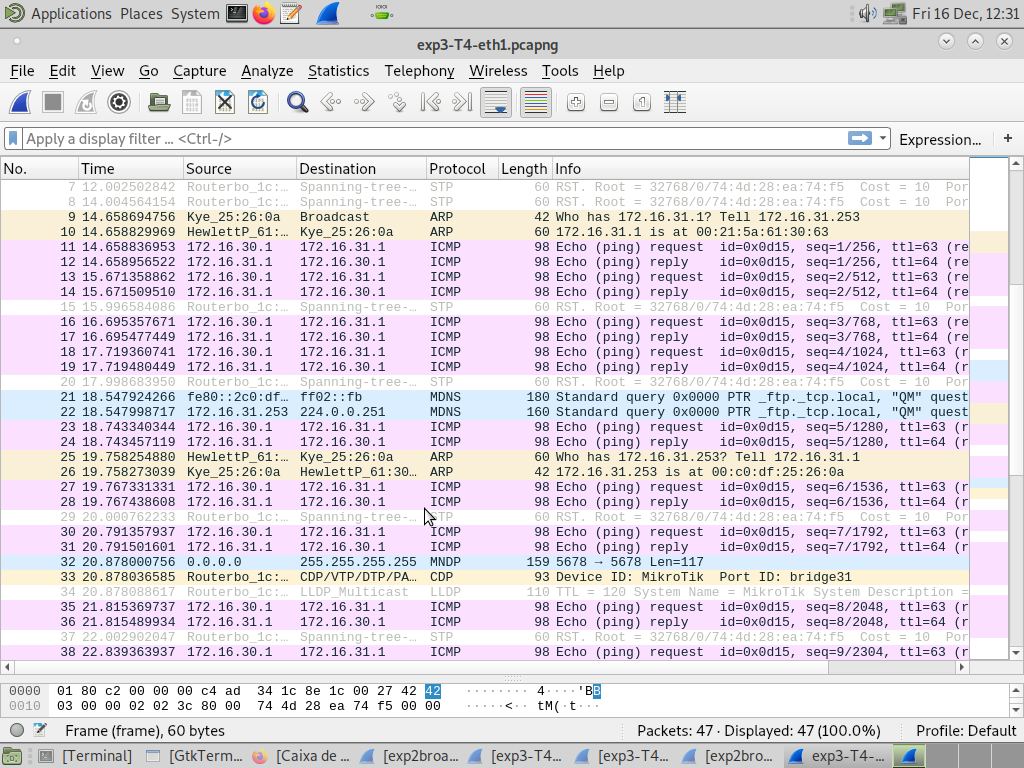 Applications Places System Fri 16 Dec, 12:31
exp3-T4-eth1.pcapng
File Edit View Go Capture Analyze Statistics Telephony Wireless Tools Help
Apply a display filter … <Ctrl-/> Expression… +
No. Time Source Destination Protocol Length Info
7 12.002502842 Routerbo_1c:… Spanning-tree-… STP 60 RST. Root = 32768/0/74:4d:28:ea:74:f5 Cost = 10 Por
8 14.004564154 Routerbo_1c:… Spanning-tree-… STP 60 RST. Root = 32768/0/74:4d:28:ea:74:f5 Cost = 10 Por
9 14.658694756 Kye_25:26:0a Broadcast ARP 42 Who has 172.16.31.1? Tell 172.16.31.253
10 14.658829969 HewlettP_61:… Kye_25:26:0a ARP 60 172.16.31.1 is at 00:21:5a:61:30:63
11 14.658836953 172.16.30.1 172.16.31.1 ICMP 98 Echo (ping) request id=0x0d15, seq=1/256, ttl=63 (re
12 14.658956522 172.16.31.1 172.16.30.1 ICMP 98 Echo (ping) reply id=0x0d15, seq=1/256, ttl=64 (re
13 15.671358862 172.16.30.1 172.16.31.1 ICMP 98 Echo (ping) request id=0x0d15, seq=2/512, ttl=63 (re
14 15.671509510 172.16.31.1 172.16.30.1 ICMP 98 Echo (ping) reply id=0x0d15, seq=2/512, ttl=64 (re
15 15.996584086 Routerbo_1c:… Spanning-tree-… STP 60 RST. Root = 32768/0/74:4d:28:ea:74:f5 Cost = 10 Por
16 16.695357671 172.16.30.1 172.16.31.1 ICMP 98 Echo (ping) request id=0x0d15, seq=3/768, ttl=63 (re
17 16.695477449 172.16.31.1 172.16.30.1 ICMP 98 Echo (ping) reply id=0x0d15, seq=3/768, ttl=64 (re
18 17.719360741 172.16.30.1 172.16.31.1 ICMP 98 Echo (ping) request id=0x0d15, seq=4/1024, ttl=63 (r
19 17.719480449 172.16.31.1 172.16.30.1 ICMP 98 Echo (ping) reply id=0x0d15, seq=4/1024, ttl=64 (r
20 17.998683950 Routerbo_1c:… Spanning-tree-… STP 60 RST. Root = 32768/0/74:4d:28:ea:74:f5 Cost = 10 Por
21 18.547924266 fe80::2c0:df… ff02::fb MDNS 180 Standard query 0x0000 PTR _ftp._tcp.local, "QM" quest
22 18.547998717 172.16.31.253 224.0.0.251 MDNS 160 Standard query 0x0000 PTR _ftp._tcp.local, "QM" quest
23 18.743340344 172.16.30.1 172.16.31.1 ICMP 98 Echo (ping) request id=0x0d15, seq=5/1280, ttl=63 (r
24 18.743457119 172.16.31.1 172.16.30.1 ICMP 98 Echo (ping) reply id=0x0d15, seq=5/1280, ttl=64 (r
25 19.758254880 HewlettP_61:… Kye_25:26:0a ARP 60 Who has 172.16.31.253? Tell 172.16.31.1
26 19.758273039 Kye_25:26:0a HewlettP_61:30… ARP 42 172.16.31.253 is at 00:c0:df:25:26:0a
27 19.767331331 172.16.30.1 172.16.31.1 ICMP 98 Echo (ping) request id=0x0d15, seq=6/1536, ttl=63 (r
28 19.767438608 172.16.31.1 172.16.30.1 ICMP 98 Echo (ping) reply id=0x0d15, seq=6/1536, ttl=64 (r
29 20.000762233 Routerbo_1c:… Spanning-tree-… STP 60 RST. Root = 32768/0/74:4d:28:ea:74:f5 Cost = 10 Por
30 20.791357937 172.16.30.1 172.16.31.1 ICMP 98 Echo (ping) request id=0x0d15, seq=7/1792, ttl=63 (r
31 20.791501601 172.16.31.1 172.16.30.1 ICMP 98 Echo (ping) reply id=0x0d15, seq=7/1792, ttl=64 (r
32 20.878000756 0.0.0.0 255.255.255.255 MNDP 159 5678 → 5678 Len=117
33 20.878036585 Routerbo_1c:… CDP/VTP/DTP/PA… CDP 93 Device ID: MikroTik Port ID: bridge31
34 20.878088617 Routerbo_1c:… LLDP_Multicast LLDP 110 TTL = 120 System Name = MikroTik System Description =
35 21.815369737 172.16.30.1 172.16.31.1 ICMP 98 Echo (ping) request id=0x0d15, seq=8/2048, ttl=63 (r
36 21.815489934 172.16.31.1 172.16.30.1 ICMP 98 Echo (ping) reply id=0x0d15, seq=8/2048, ttl=64 (r
37 22.002902047 Routerbo_1c:… Spanning-tree-… STP 60 RST. Root = 32768/0/74:4d:28:ea:74:f5 Cost = 10 Por
38 22.839363937 172.16.30.1 172.16.31.1 ICMP 98 Echo (ping) request id=0x0d15, seq=9/2304, ttl=63 (r
0000 01 80 c2 00 00 00 c4 ad 34 1c 8e 1c 00 27 42 42 ········ 4····'BB
0010 03 00 00 02 02 3c 80 00 74 4d 28 ea 74 f5 00 00 ·····<·· tM(·t···
Frame (frame), 60 bytes Packets: 47 · Displayed: 47 (100.0%) Profile: Default
[Terminal] [GtkTerm… [Caixa de … [exp2broa… [exp3-T4… [exp3-T4… [exp2bro… exp3-T4-…